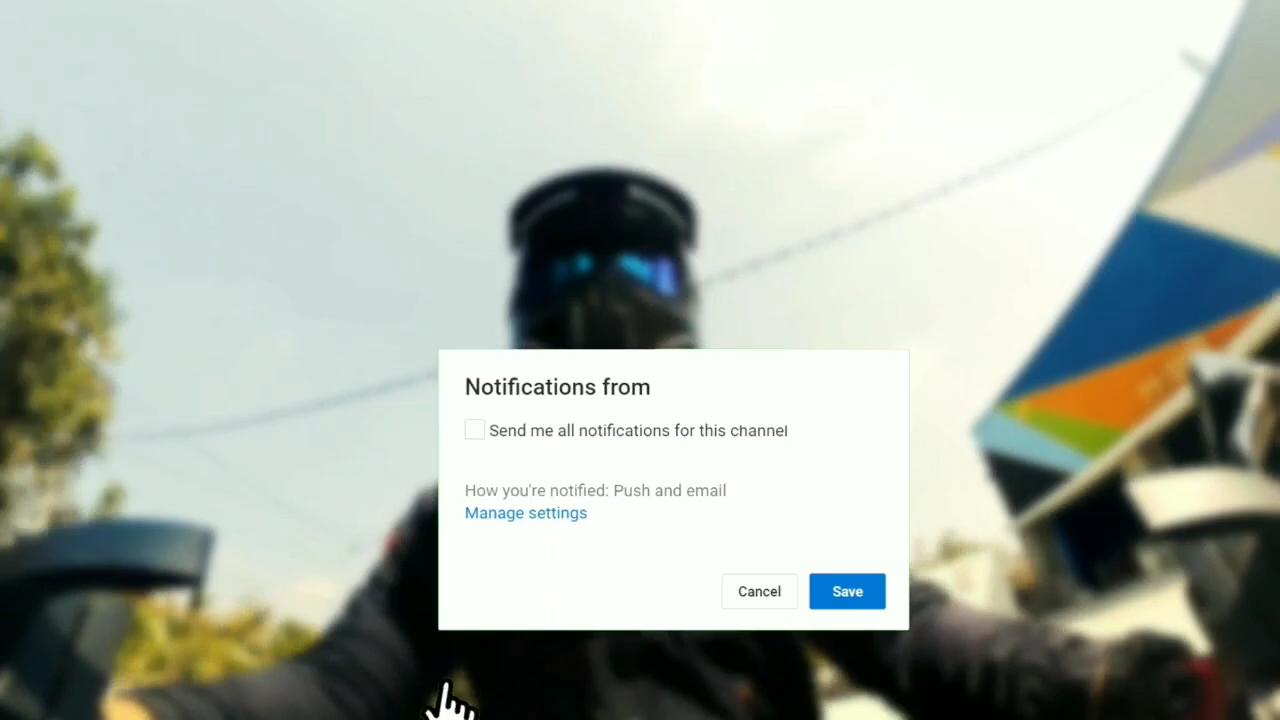 Notifications from
Send me all notifications for this channel
How you're notified: Push and email
Manage settings
Cancel
Save